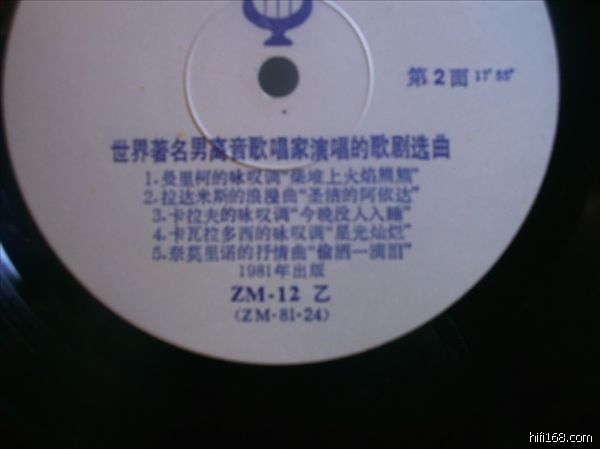 第2面 17′55″
世界著名男高音歌唱家演唱的歌剧选曲
1.曼里柯的咏叹调“柴堆上火焰熊熊”
2.拉达米斯的浪漫曲“圣洁的阿依达”
3.卡拉夫的咏叹调“今晚没人入睡”
4.卡瓦拉多西的咏叹调“星光灿烂”
5.奈莫里诺的抒情曲“偷洒一滴泪”
1981年出版
ZM-12 乙
(ZM-81-24)
hifi168.com